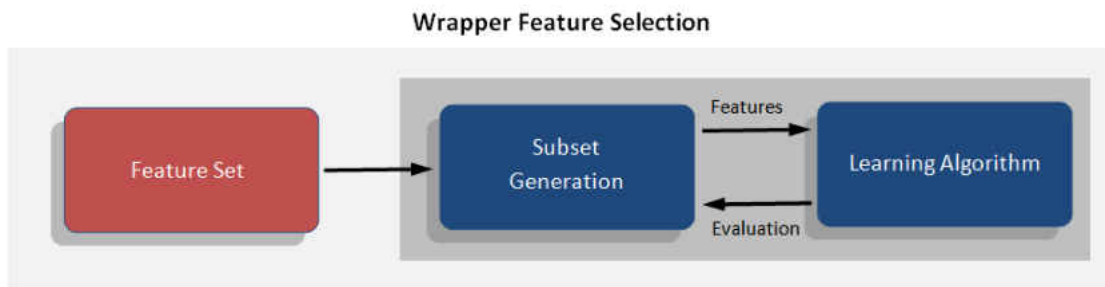 Wrapper Feature Selection
Feature Set
Subset
Generation
Features
Evaluation
Learning Algorithm